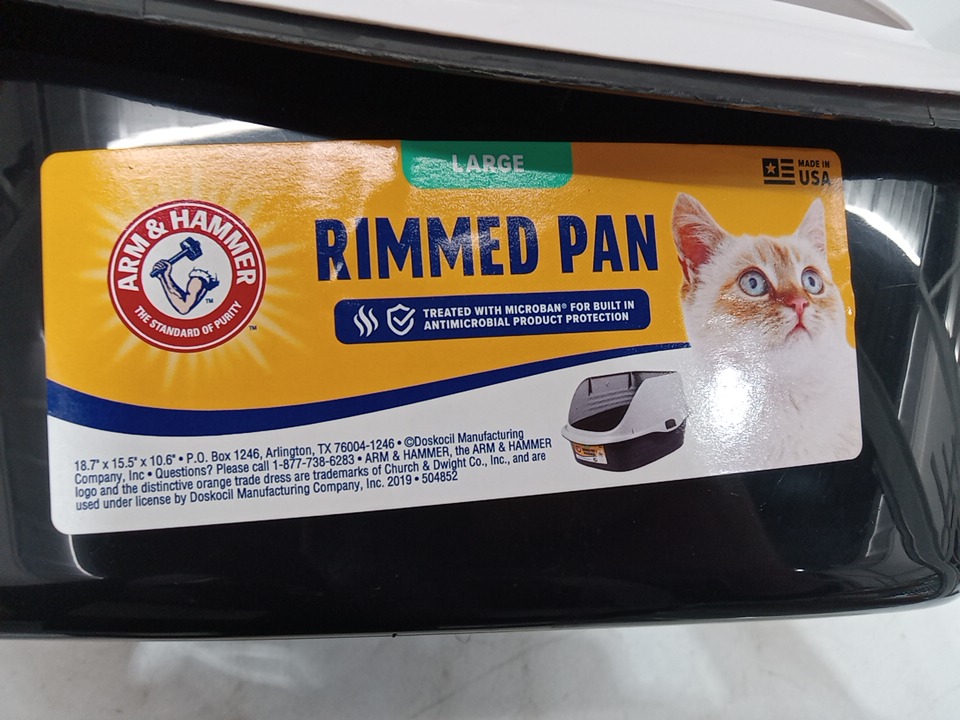 LARGE
MADE IN
USA
ARM & HAMMER
THE STANDARD OF PURITY
TM
TM
RIMMED PAN
TREATED WITH MICROBAN® FOR BUILT IN
ANTIMICROBIAL PRODUCT PROTECTION
18.7" x 15.5" x 10.6" • P.O. Box 1246, Arlington, TX 76004-1246 • ©Doskocil Manufacturing
Company, Inc • Questions? Please call 1-877-738-6283 • ARM & HAMMER, the ARM & HAMMER
logo and the distinctive orange trade dress are trademarks of Church & Dwight Co., Inc., and are
used under license by Doskocil Manufacturing Company, Inc. 2019 • 504852